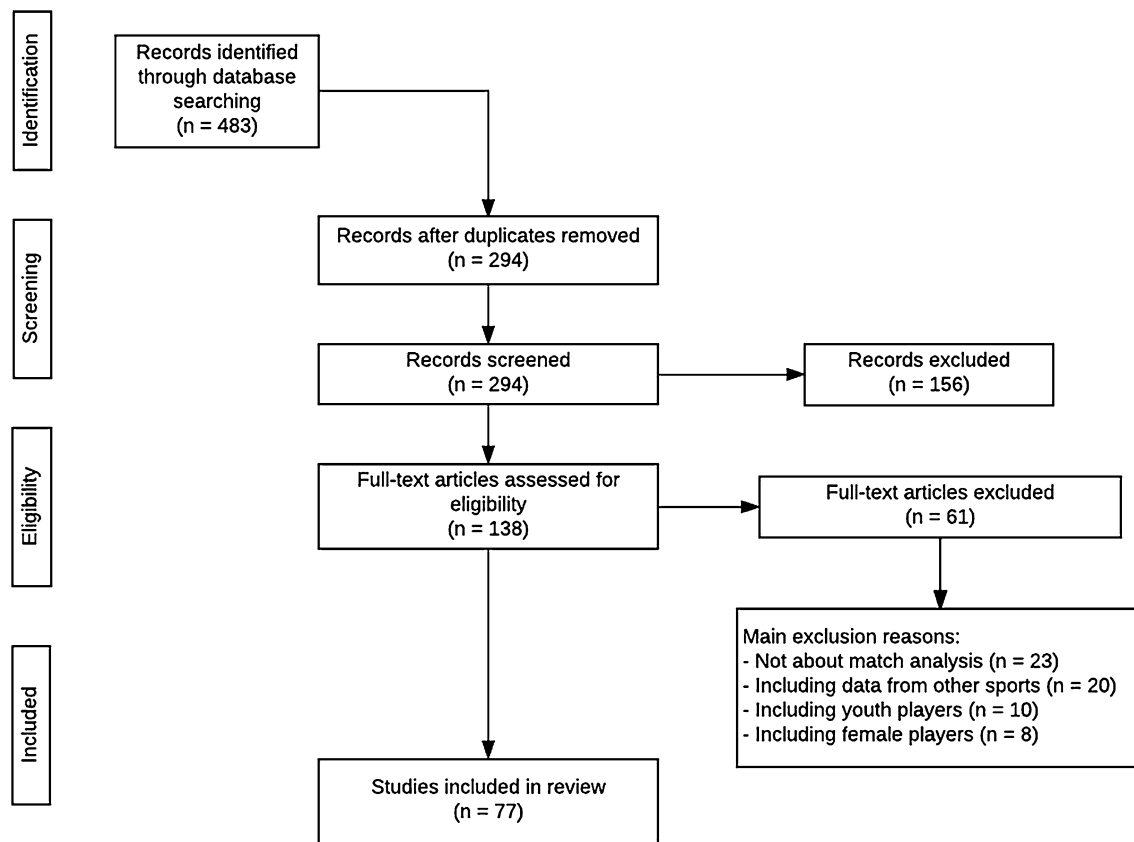 Identification
Records identified
through database
searching
(n = 483)
Records after duplicates removed
(n = 294)
Screening
Records screened
(n = 294)
Records excluded
(n = 156)
Eligibility
Full-text articles assessed for
eligibility
(n = 138)
Full-text articles excluded
(n = 61)
Main exclusion reasons:
- Not about match analysis (n = 23)
- Including data from other sports (n = 20)
- Including youth players (n = 10)
- Including female players (n = 8)
Included
Studies included in review
(n = 77)